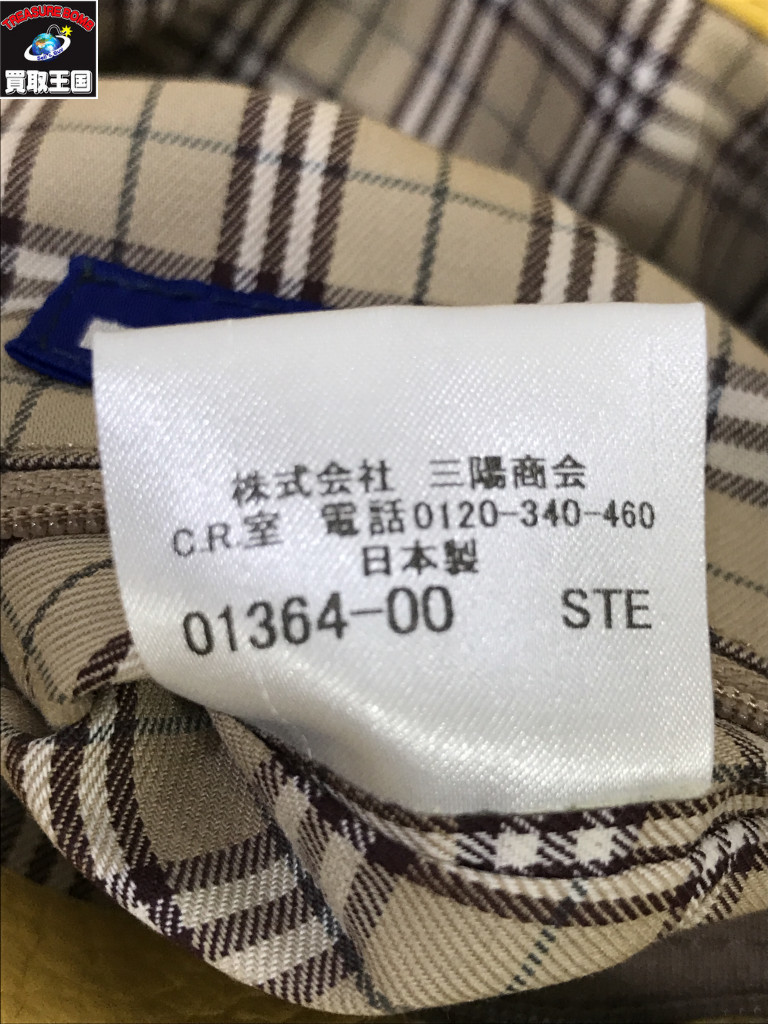 TREASURE BOMB
買取王国
株式会社 三陽商会
C.R.室 電話0120-340-460
日本製
01364-00 STE